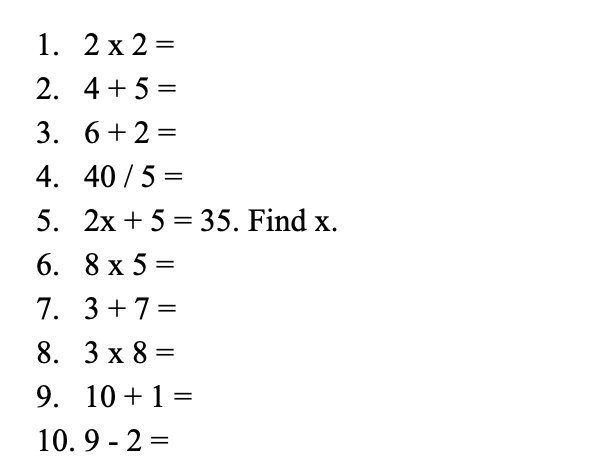 1. 2 x 2 =
2. 4 + 5 =
3. 6 + 2 =
4. 40 / 5 =
5. 2x + 5 = 35. Find x.
6. 8 x 5 =
7. 3 + 7 =
8. 3 x 8 =
9. 10 + 1 =
10. 9 - 2 =